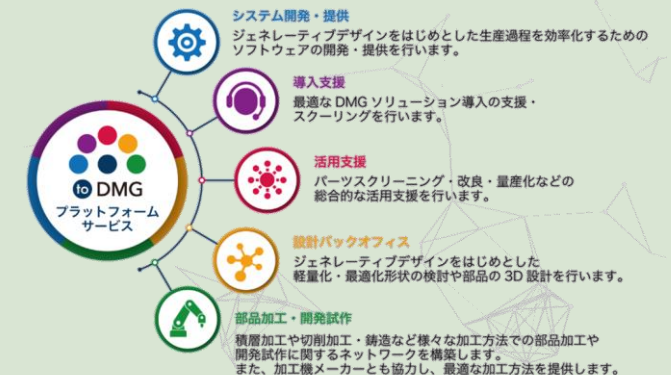 システム開発・提供
ジェネレーティブデザインをはじめとした生産過程を効率化するための
ソフトウェアの開発・提供を行います。
導入支援
最適な DMG ソリューション導入の支援・
スクーリングを行います。
to DMG
プラットフォーム
サービス
活用支援
パーツスクリーニング・改良・量産化などの
総合的な活用支援を行います。
設計バックオフィス
ジェネレーティブデザインをはじめとした
軽量化・最適化形状の検討や部品の 3D 設計を行います。
部品加工・開発試作
積層加工や切削加工・鋳造など様々な加工方法での部品加工や
開発試作に関するネットワークを構築します。
また、加工機メーカーとも協力し、最適な加工方法を提供します。